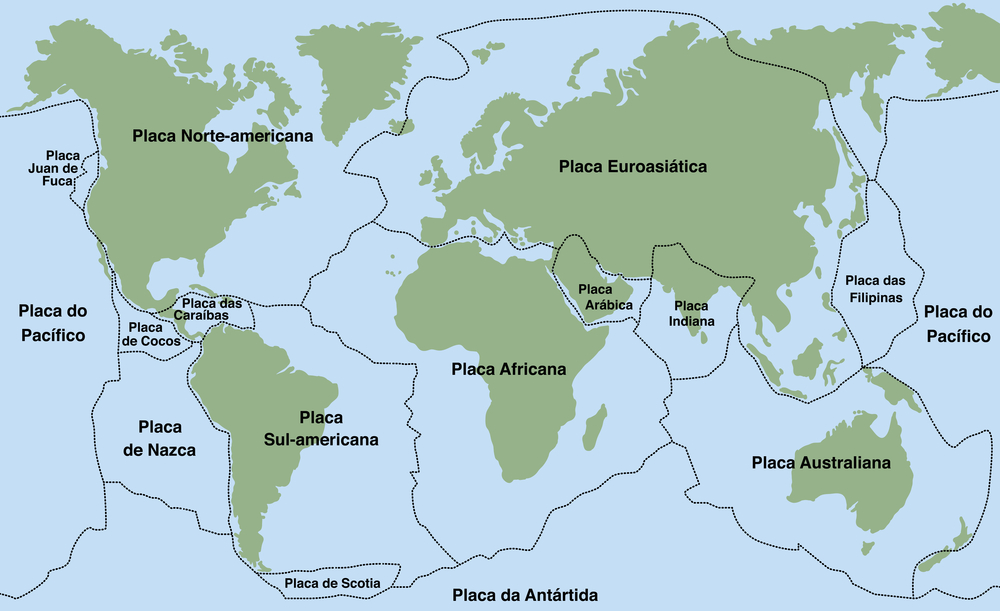 Placa Norte-americana
Placa
Juan de
Fuca
Placa Euroasiática
Placa do
Pacífico
Placa das
Caraíbas
Placa
de Cocos
Placa
Arábica
Placa
Indiana
Placa das
Filipinas
Placa do
Pacífico
Placa Africana
Placa
de Nazca
Placa
Sul-americana
Placa Australiana
Placa de Scotia
Placa da Antártida